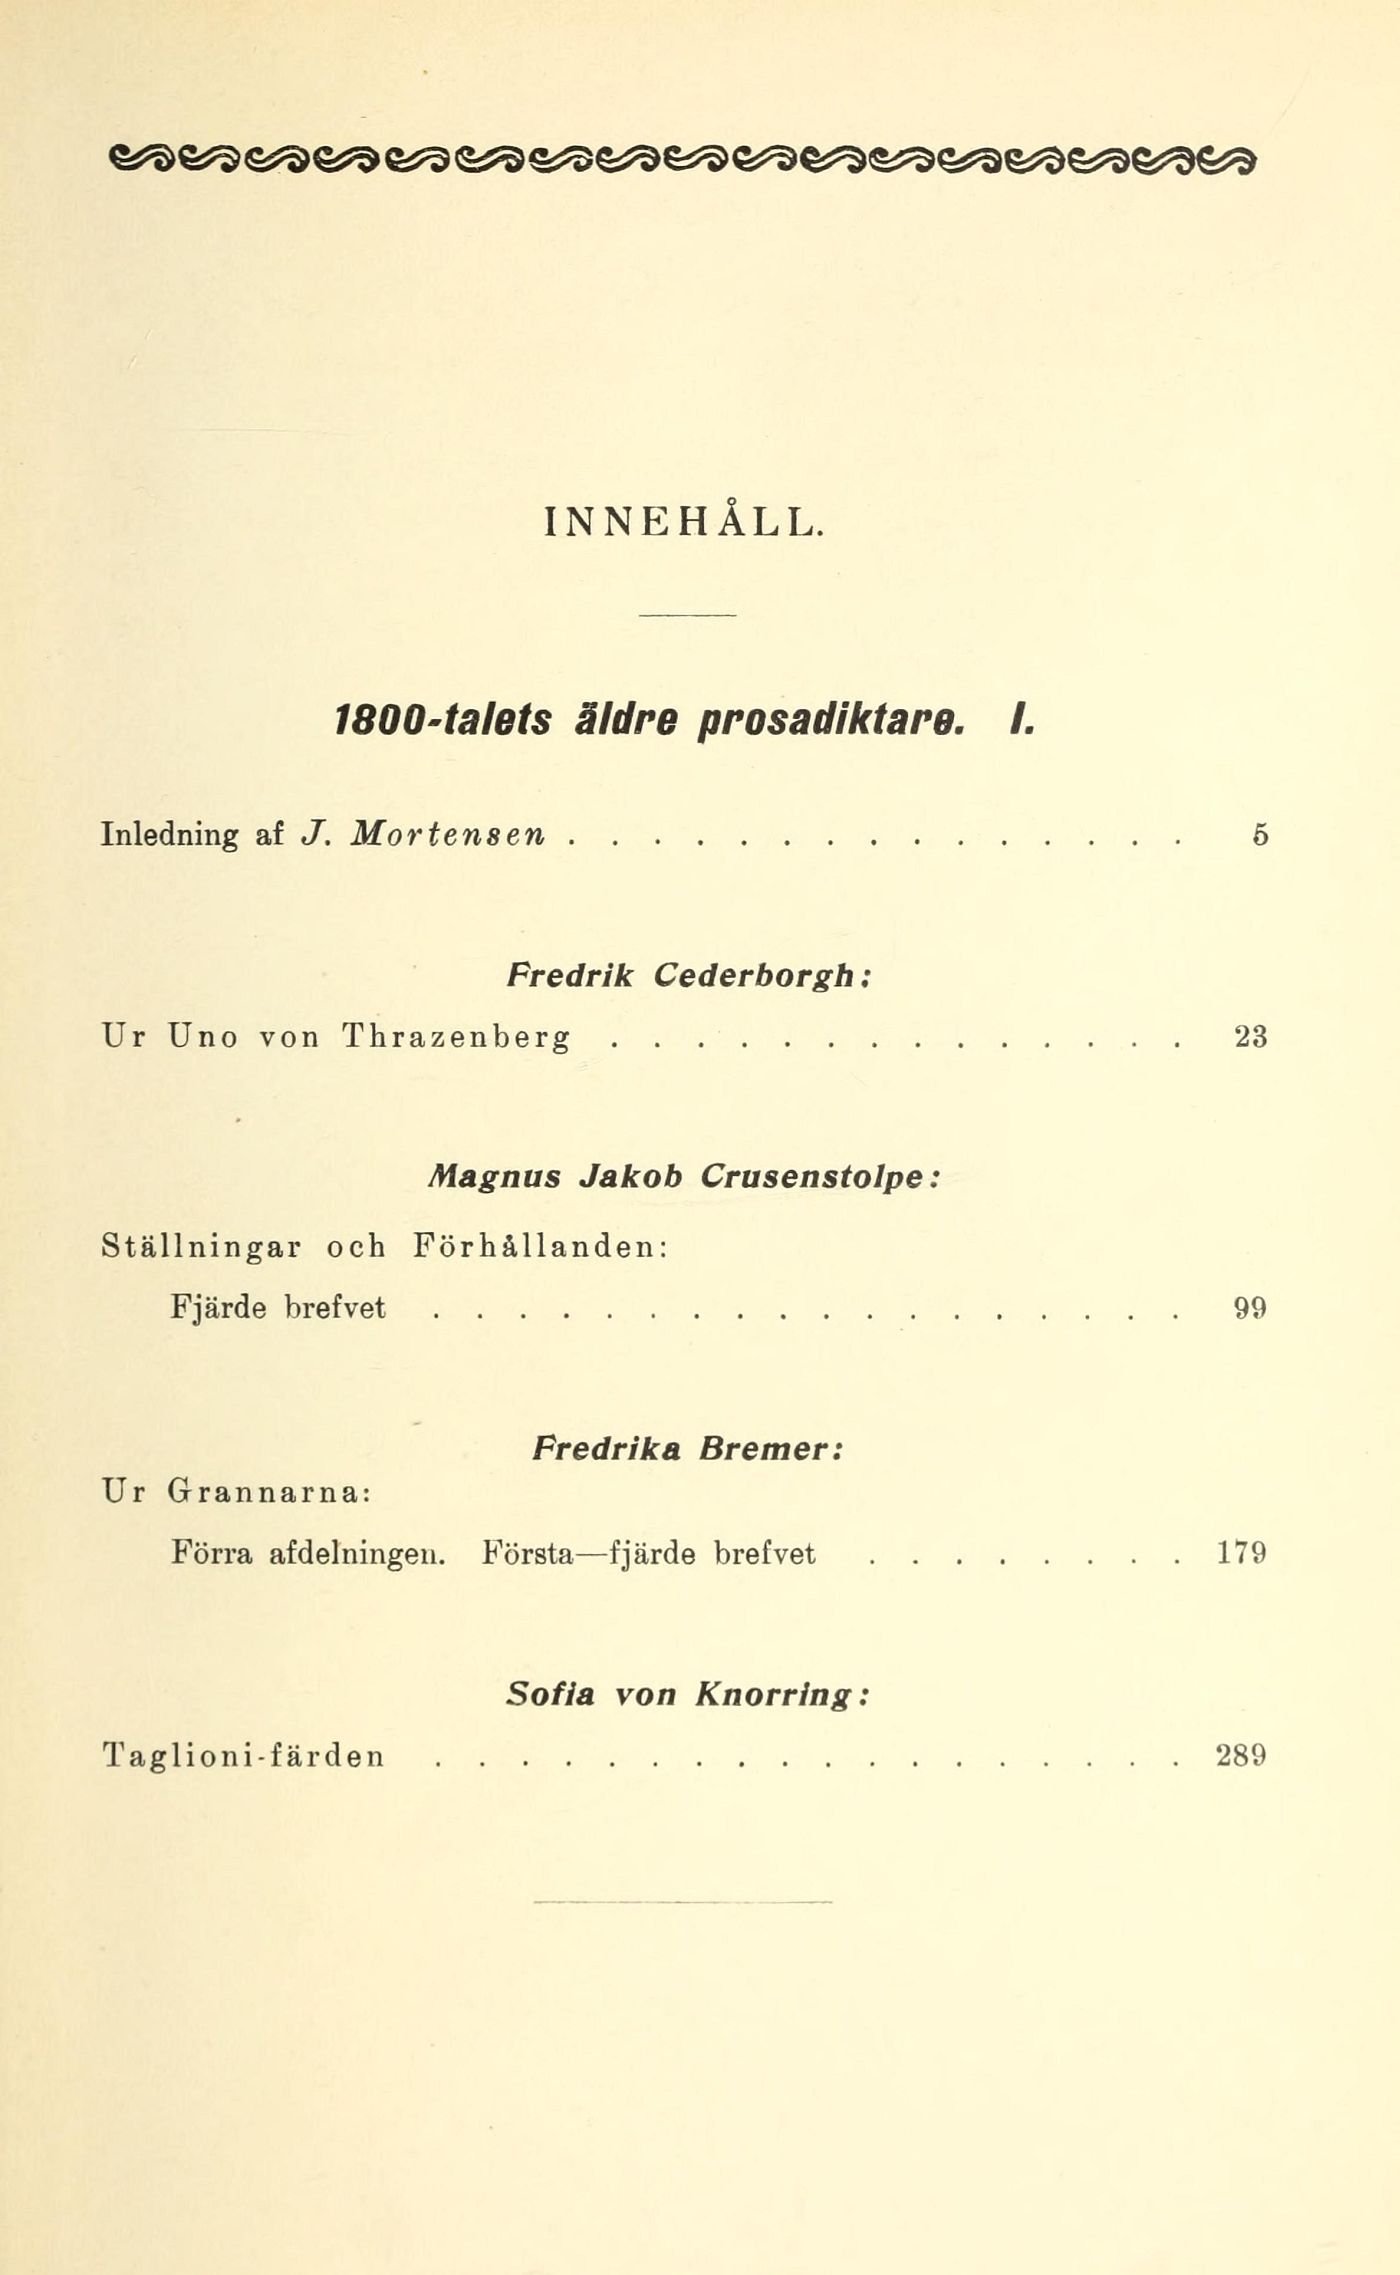 INNEHÅLL.
1800-talets äldre prosadiktare. I.
Inledning af J. Mortensen . . . . . . . . . . . . . . . 5
Fredrik Cederborgh:
Ur Uno von Thrazenberg . . . . . . . . . . . . . . 23
Magnus Jakob Crusenstolpe:
Ställningar och Förhållanden:
Fjärde brefvet . . . . . . . . . . . . . . . . . . 99
Fredrika Bremer:
Ur Grannarna:
Förra afdelningen. Första—fjärde brefvet . . . . . . . . 179
Sofia von Knorring:
Taglioni-färden . . . . . . . . . . . . . . . . . . 289